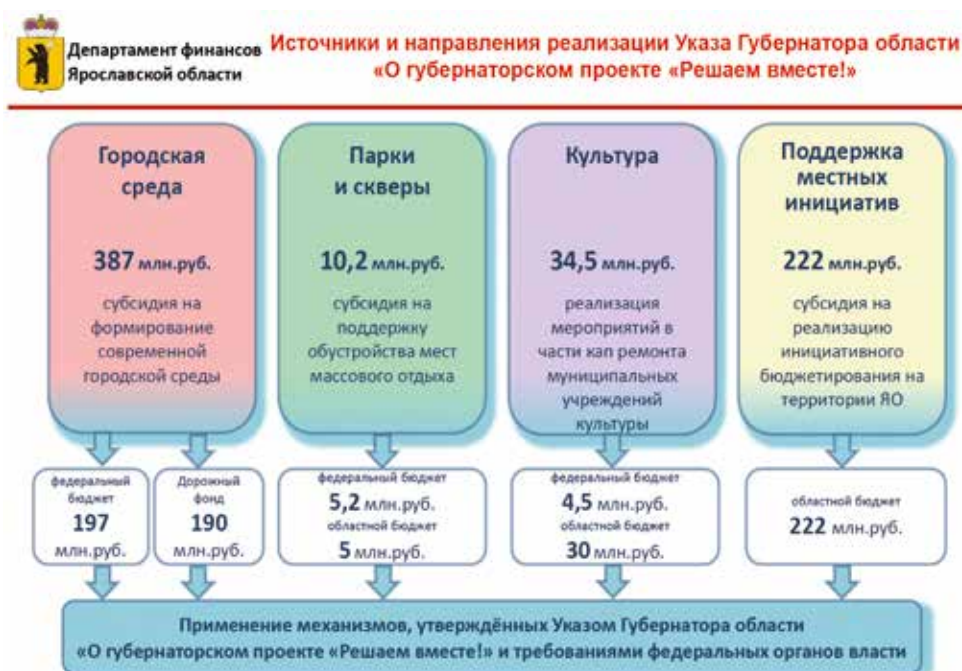 Департамент финансов
Ярославской области
Источники и направления реализации Указа Губернатора области
«О губернаторском проекте «Решаем вместе!»
Городская
среда
387 млн.руб.
субсидия на
формирование
современной
городской среды
Парки
и скверы
10,2 млн.руб.
субсидия на
поддержку
обустройства мест
массового отдыха
Культура
34,5 млн.руб.
реализация
мероприятий в
части кап ремонта
муниципальных
учреждений
культуры
Поддержка
местных
инициатив
222 млн.руб.
субсидия на
реализацию
инициативного
бюджетирования на
территории ЯО
федеральный
бюджет
197
млн.руб.
Дорожный
фонд
190
млн.руб.
федеральный бюджет
5,2 млн.руб.
областной бюджет
5 млн.руб.
федеральный бюджет
4,5 млн.руб.
областной бюджет
30 млн.руб.
областной бюджет
222 млн.руб.
Применение механизмов, утверждённых Указом Губернатора области
«О губернаторском проекте «Решаем вместе!» и требованиями федеральных органов власти